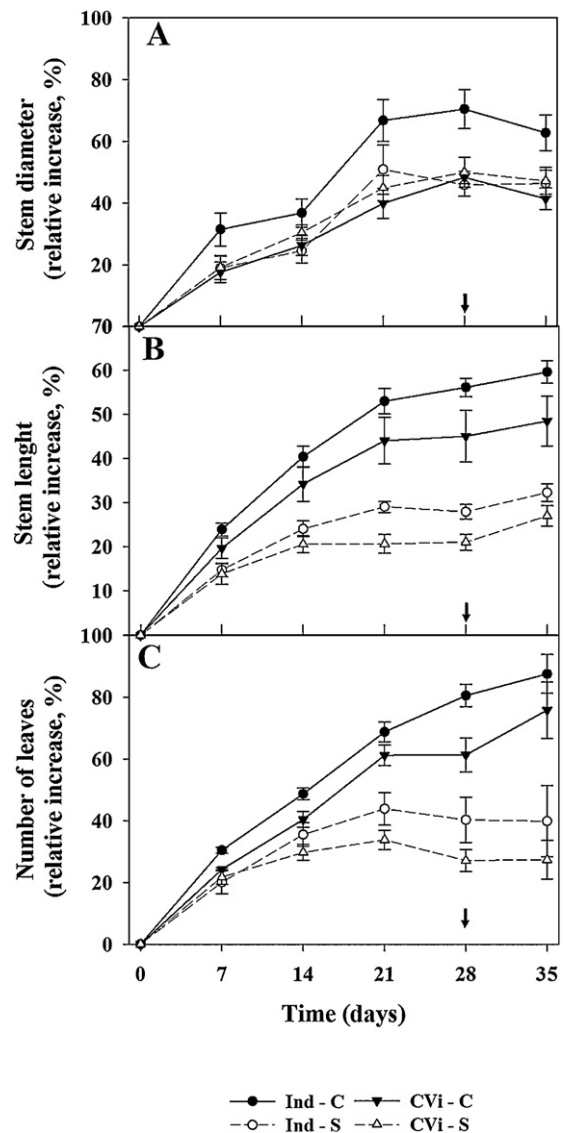 A
Stem diameter
(relative increase, %)
100
80
60
40
20
70
B
Stem lenght
(relative increase, %)
60
50
40
30
20
10
100
C
Number of leaves
(relative increase, %)
80
60
40
20
0
0 7 14 21 28 35
Time (days)
Ind - C CVi - C
Ind - S CVi - S